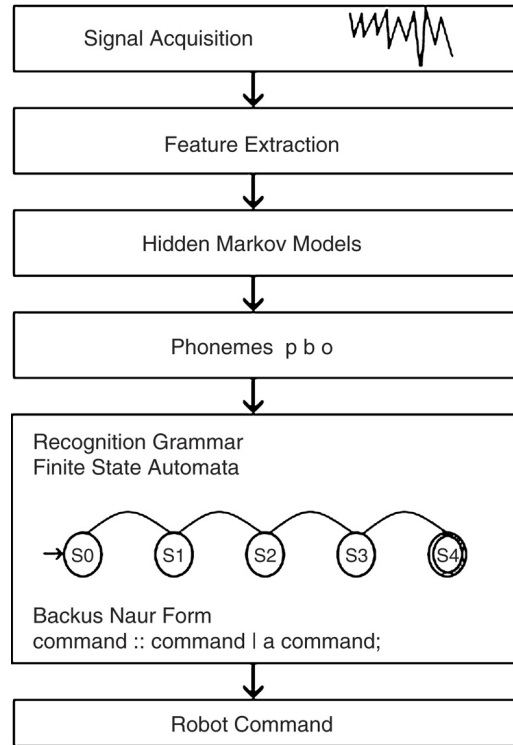 Signal Acquisition
Feature Extraction
Hidden Markov Models
Phonemes p b o
Recognition Grammar
Finite State Automata
S0 S1 S2 S3 S4
Backus Naur Form
command :: command | a command;
Robot Command